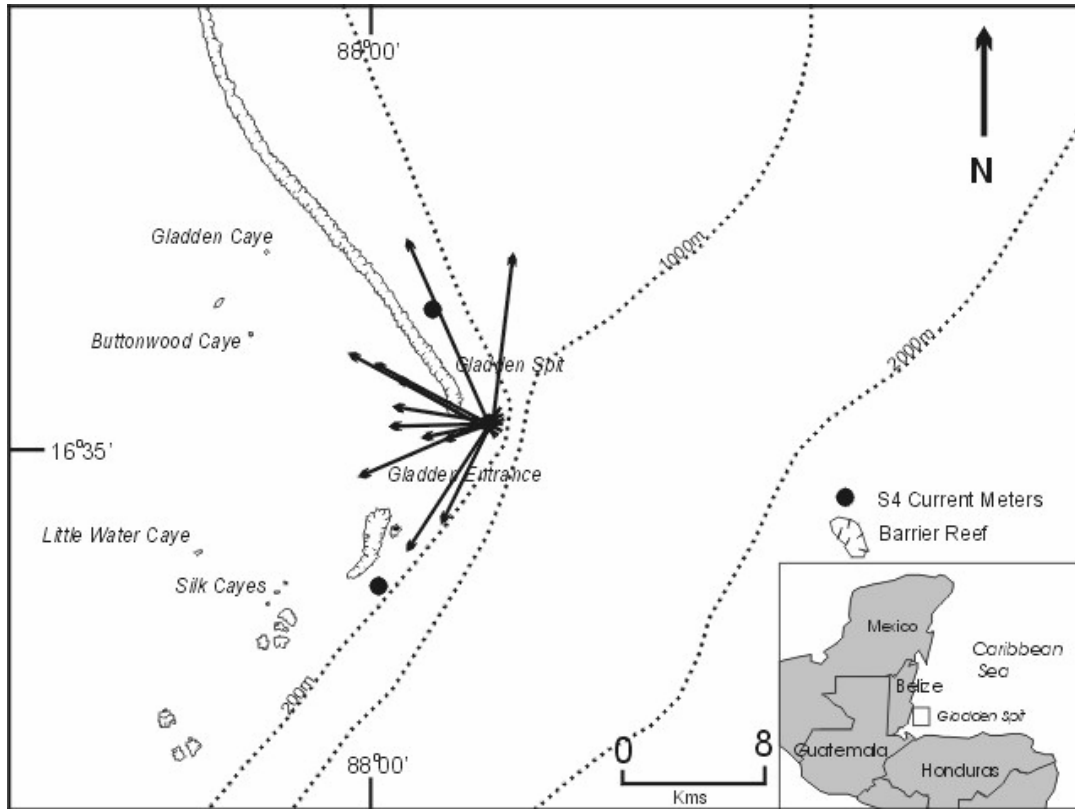 88°00'
N
Gladden Caye
1000m
Buttonwood Caye
Gladden Spit
2000m
16°35'
Gladden Entrance
S4 Current Meters
Barrier Reef
Little Water Caye
Silk Cayes
200m
0 8
Kms
88°00'
Mexico
Caribbean
Sea
Belize
Gladden Spit
Guatemala
Honduras